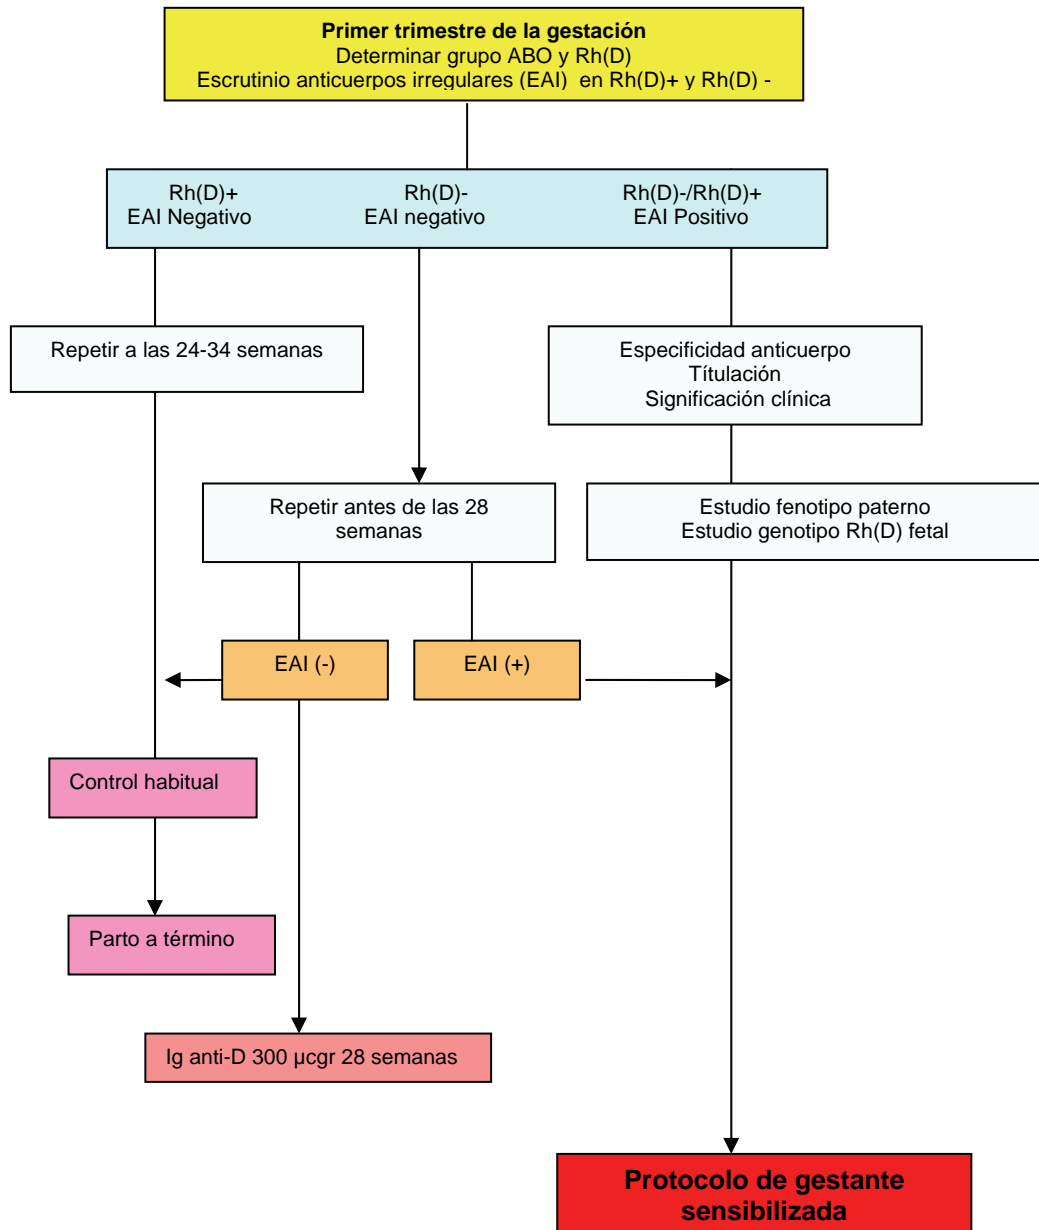 Primer trimestre de la gestación
Determinar grupo ABO y Rh(D)
Escrutinio anticuerpos irregulares (EAI)  en Rh(D)+ y Rh(D) -
Rh(D)+
EAI Negativo
Rh(D)-
EAI negativo
Rh(D)-/Rh(D)+
EAI Positivo
Repetir a las 24-34 semanas
Especificidad anticuerpo
Títulación
Significación clínica
Repetir antes de las 28
semanas
Estudio fenotipo paterno
Estudio genotipo Rh(D) fetal
EAI (-)
EAI (+)
Control habitual
Parto a término
Ig anti-D 300 µcgr 28 semanas
Protocolo de gestante
sensibilizada